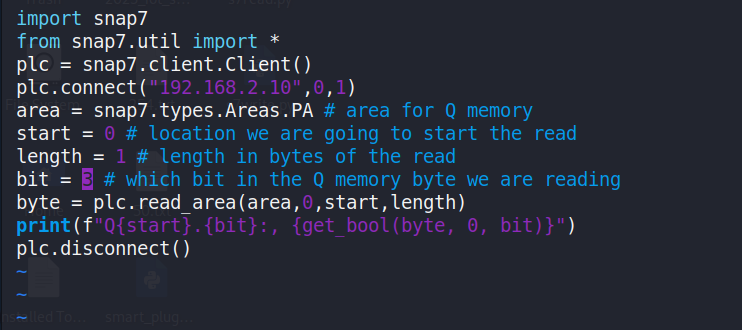 import snap7
from snap7.util import *
plc = snap7.client.Client()
plc.connect("192.168.2.10",0,1)
area = snap7.types.Areas.PA # area for Q memory
start = 0 # location we are going to start the read
length = 1 # length in bytes of the read
bit = 3 # which bit in the Q memory byte we are reading
byte = plc.read_area(area,0,start,length)
print(f"Q{start}.{bit}:, {get_bool(byte, 0, bit)}")
plc.disconnect()
~
~
~